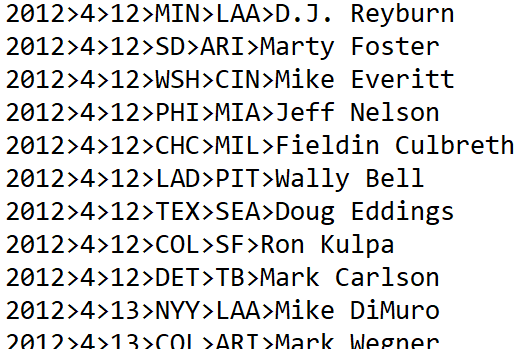 2012>4>12>MIN>LAA>D.J. Reyburn
2012>4>12>SD>ARI>Marty Foster
2012>4>12>WSH>CIN>Mike Everitt
2012>4>12>PHI>MIA>Jeff Nelson
2012>4>12>CHC>MIL>Fieldin Culbreth
2012>4>12>LAD>PIT>Wally Bell
2012>4>12>TEX>SEA>Doug Eddings
2012>4>12>COL>SF>Ron Kulpa
2012>4>12>DET>TB>Mark Carlson
2012>4>13>NYY>LAA>Mike DiMuro
2012>4>13>COL>ARI>Mark Wegner